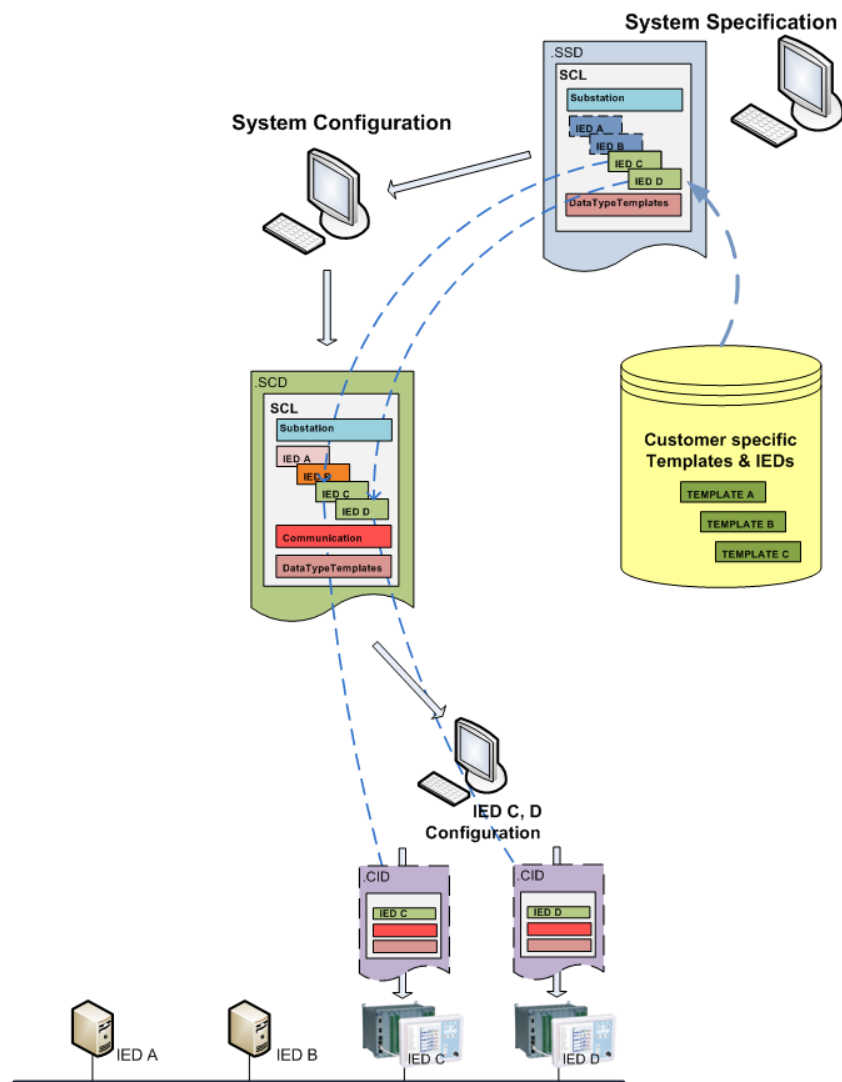 System Specification
.SSD
SCL
Substation
IED A
IED B
IED C
IED D
DataTypeTemplates
System Configuration
.SCD
SCL
Substation
IED A
IED B
IED C
IED D
Communication
DataTypeTemplates
Customer specific
Templates & IEDs
TEMPLATE A
TEMPLATE B
TEMPLATE C
IED C, D
Configuration
.CID
IED C
.CID
IED D
IED A
IED B
IED C
IED D